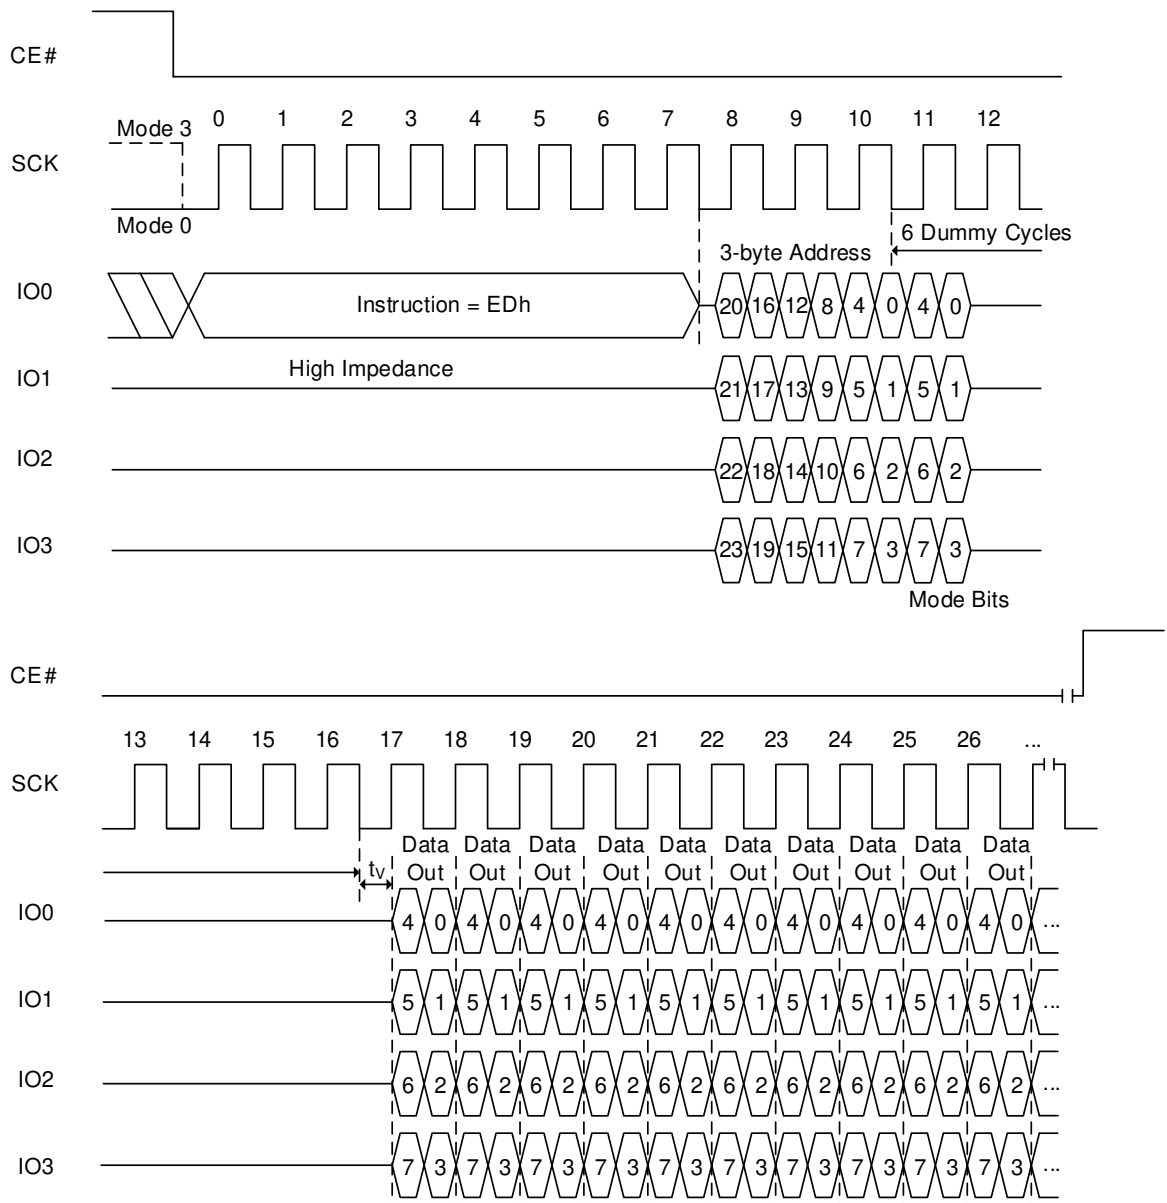 CE#
Mode 3 0 1 2 3 4 5 6 7 8 9 10 11 12
SCK
Mode 0
6 Dummy Cycles
3-byte Address
IO0 Instruction = EDh 20 16 12 8 4 0 4 0
High Impedance
IO1 21 17 13 9 5 1 5 1
IO2 22 18 14 10 6 2 6 2
IO3 23 19 15 11 7 3 7 3
Mode Bits
CE#
13 14 15 16 17 18 19 20 21 22 23 24 25 26 ...
SCK
Data Data Data Data Data Data Data Data Data Data
tV Out Out Out Out Out Out Out Out Out Out
IO0 4 0 4 0 4 0 4 0 4 0 4 0 4 0 4 0 4 0 4 0 ...
IO1 5 1 5 1 5 1 5 1 5 1 5 1 5 1 5 1 5 1 5 1 ...
IO2 6 2 6 2 6 2 6 2 6 2 6 2 6 2 6 2 6 2 6 2 ...
IO3 7 3 7 3 7 3 7 3 7 3 7 3 7 3 7 3 7 3 7 3 ...